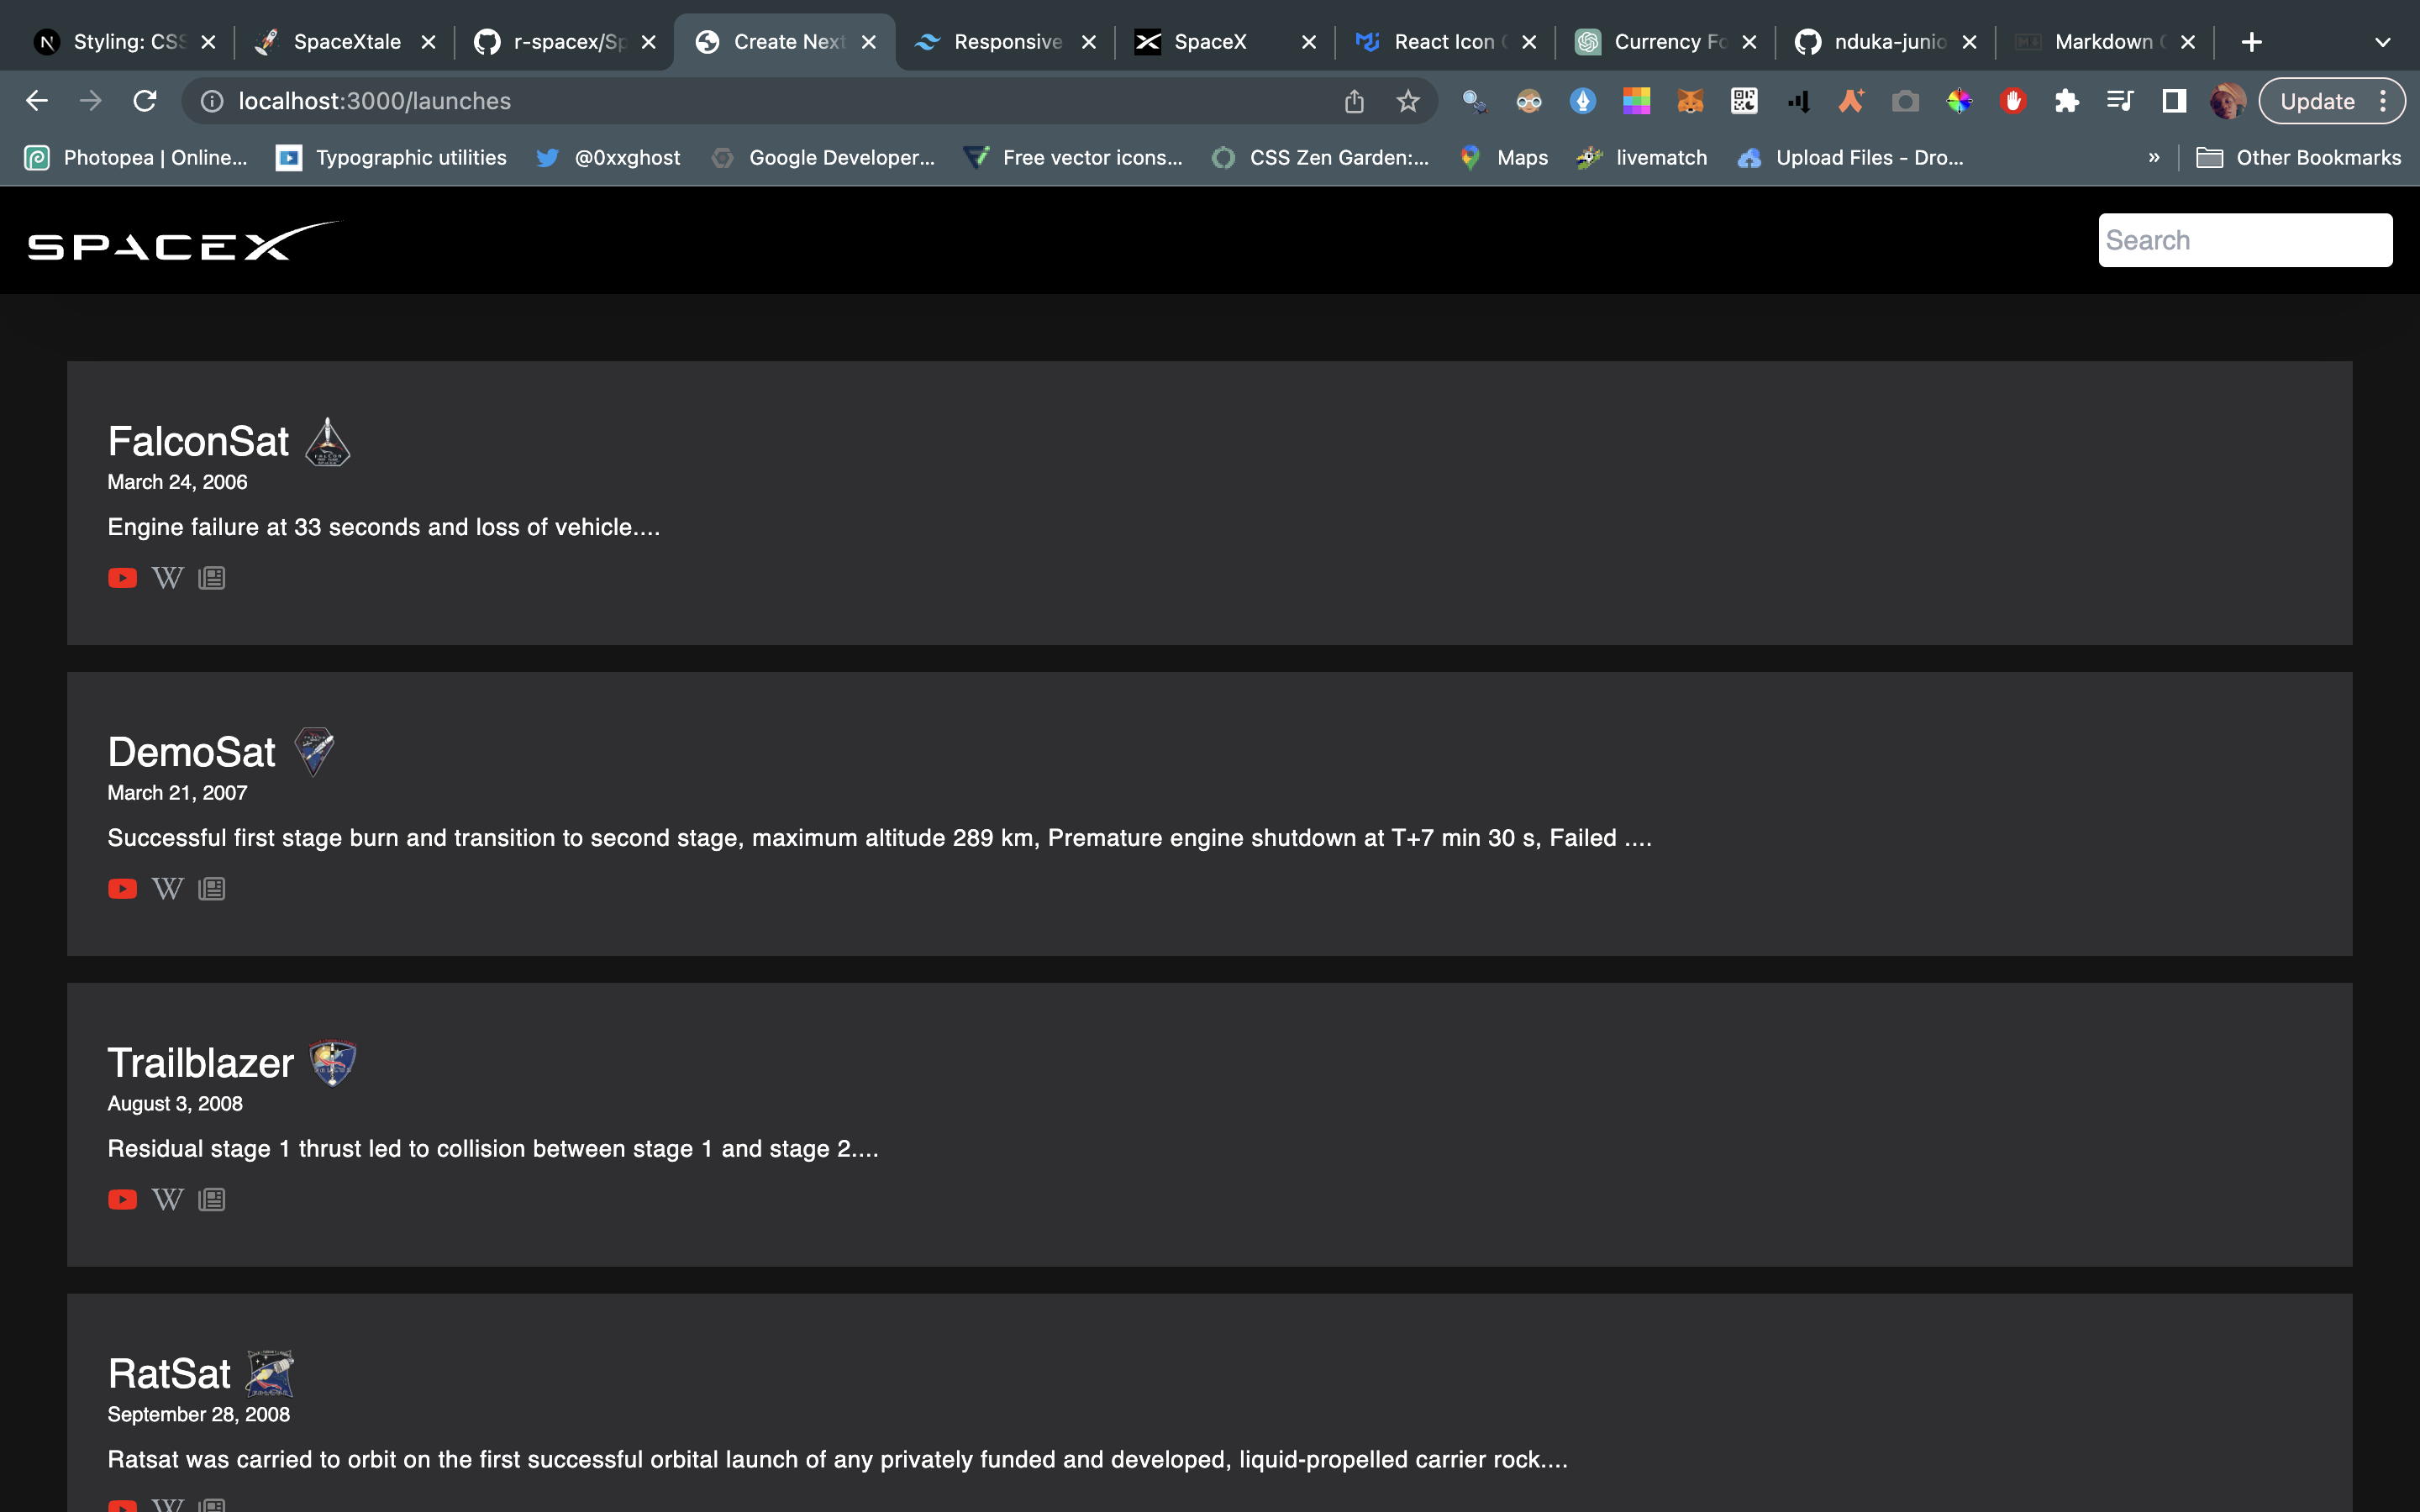 Styling: CSS SpaceXtale r-spacex/Sp Create Next Responsive SpaceX React Icon Currency Fo nduka-junio Markdown
localhost:3000/launches
Update
Photopea | Online... Typographic utilities @0xxghost Google Developer... Free vector icons... CSS Zen Garden:... Maps livematch Upload Files - Dro... » Other Bookmarks
SPACEX
Search
FalconSat
March 24, 2006
Engine failure at 33 seconds and loss of vehicle....
W
DemoSat
March 21, 2007
Successful first stage burn and transition to second stage, maximum altitude 289 km, Premature engine shutdown at T+7 min 30 s, Failed ....
W
Trailblazer
August 3, 2008
Residual stage 1 thrust led to collision between stage 1 and stage 2....
W
RatSat
September 28, 2008
Ratsat was carried to orbit on the first successful orbital launch of any privately funded and developed, liquid-propelled carrier rock....
W